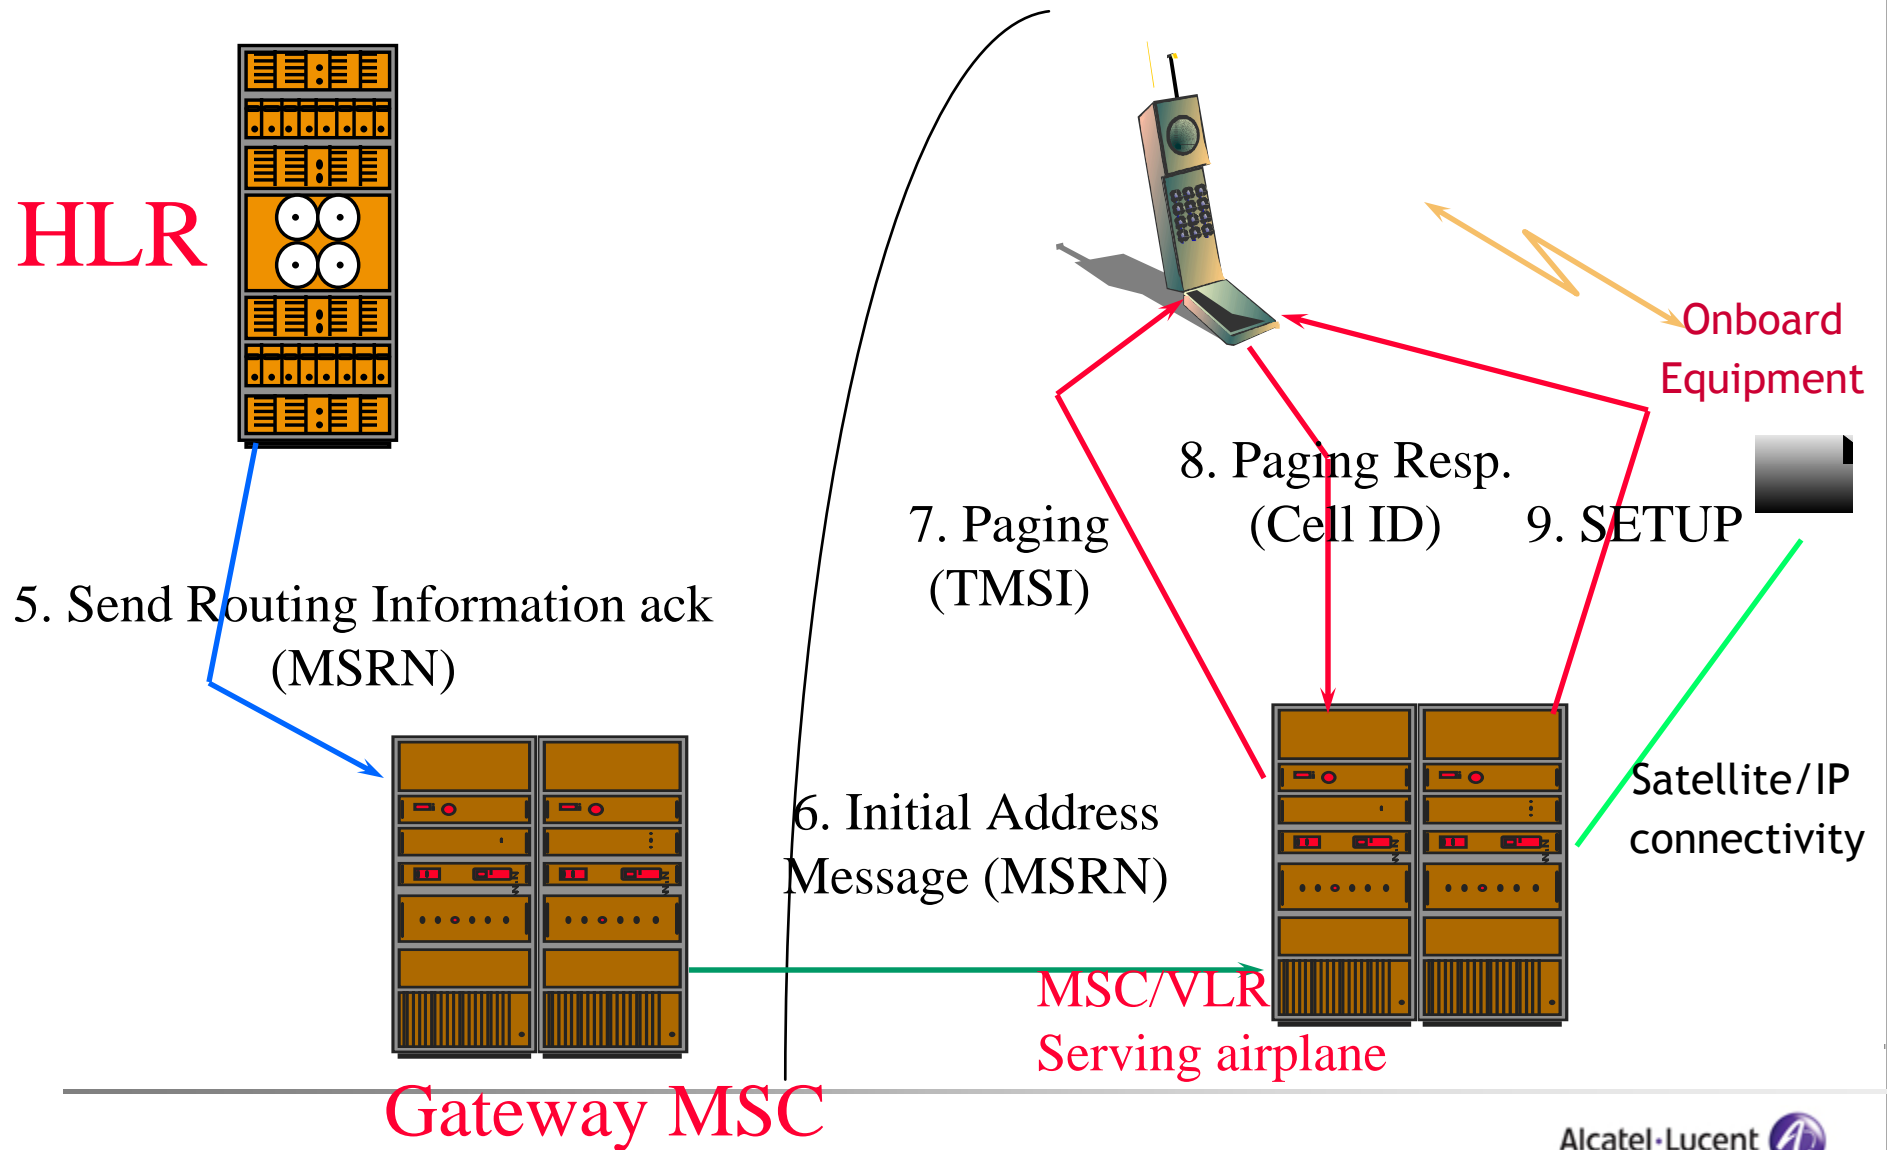 HLR
Onboard
Equipment
8. Paging Resp.
(Cell ID)
7. Paging
(TMSI)
9. SETUP
5. Send Routing Information ack
(MSRN)
Satellite/IP
connectivity
6. Initial Address
Message (MSRN)
MSC/VLR
Serving airplane
Gateway MSC
Alcatel·Lucent